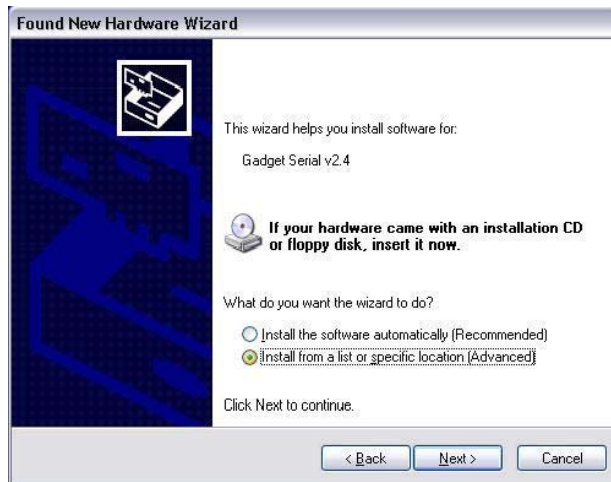 Found New Hardware Wizard
This wizard helps you install software for:
Gadget Serial v2.4
If your hardware came with an installation CD
or floppy disk, insert it now.
What do you want the wizard to do?
Install the software automatically (Recommended)
Install from a list or specific location (Advanced)
Click Next to continue.
< Back
Next >
Cancel